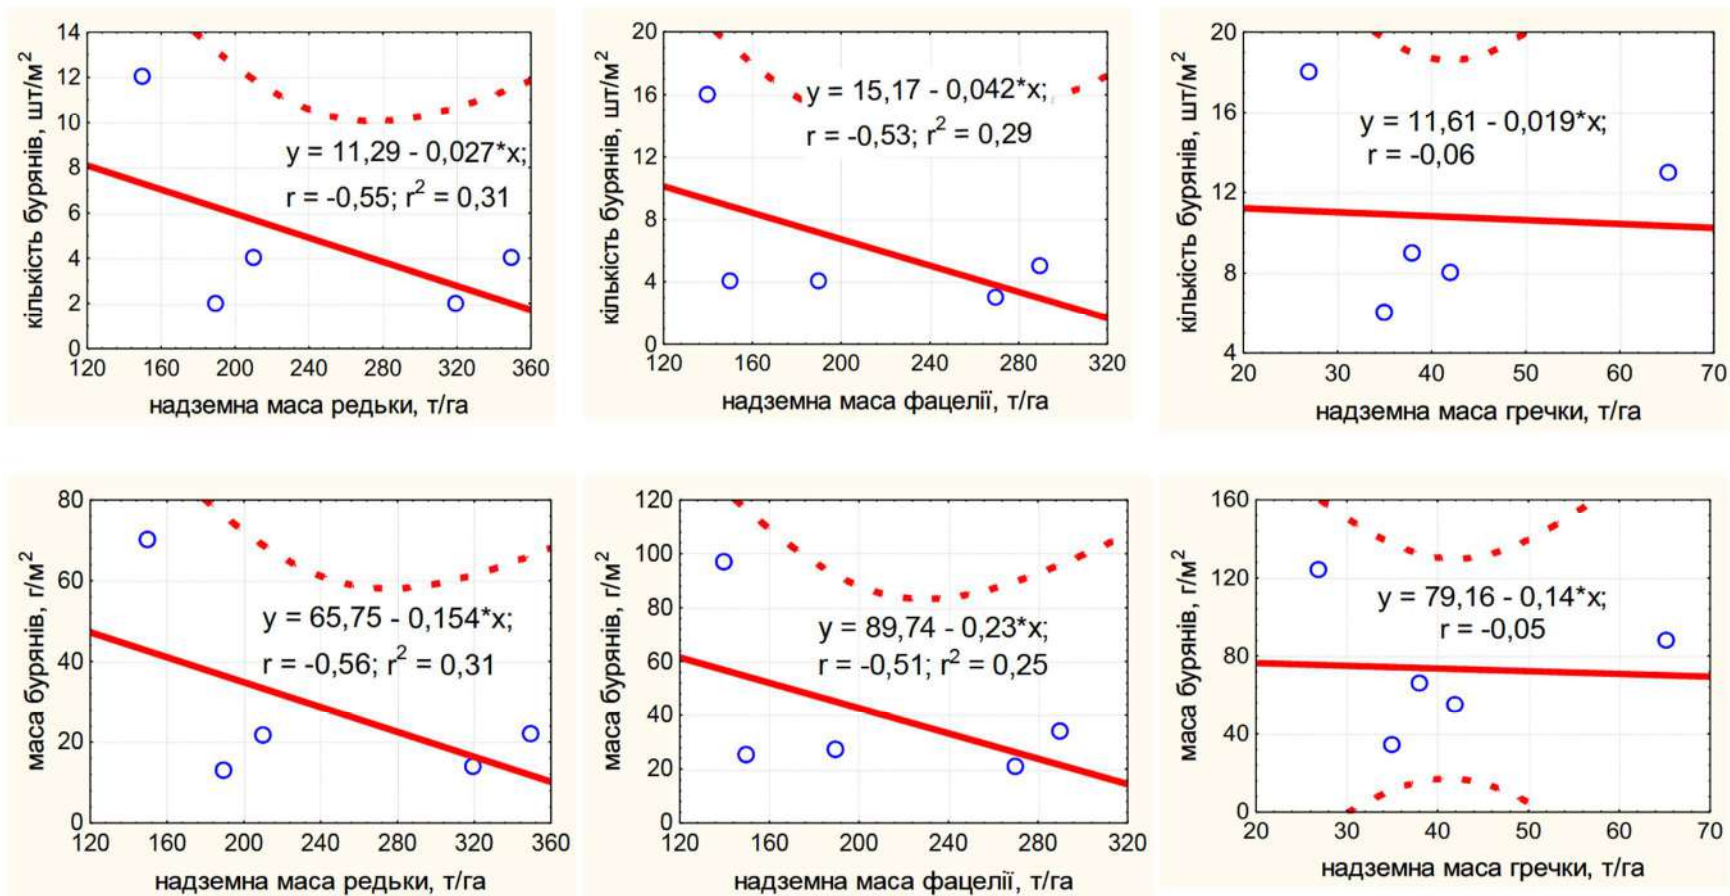 кількість бурянів, шт/м²
14
12
10
8
6
4
2
0
y = 11,29 - 0,027*x;
r = -0,55; r² = 0,31
120 160 200 240 280 320 360
надземна маса редьки, т/га
кількість бурянів, шт/м²
20
16
12
8
4
0
y = 15,17 - 0,042*x;
r = -0,53; r² = 0,29
120 160 200 240 280 320
надземна маса фацелії, т/га
кількість бурянів, шт/м²
20
16
12
8
4
y = 11,61 - 0,019*x;
r = -0,06
20 30 40 50 60 70
надземна маса гречки, т/га
маса бурянів, г/м²
80
60
40
20
0
y = 65,75 - 0,154*x;
r = -0,56; r² = 0,31
120 160 200 240 280 320 360
надземна маса редьки, т/га
маса бурянів, г/м²
120
100
80
60
40
20
0
y = 89,74 - 0,23*x;
r = -0,51; r² = 0,25
120 160 200 240 280 320
надземна маса фацелії, т/га
маса бурянів, г/м²
160
120
80
40
0
y = 79,16 - 0,14*x;
r = -0,05
20 30 40 50 60 70
надземна маса гречки, т/га